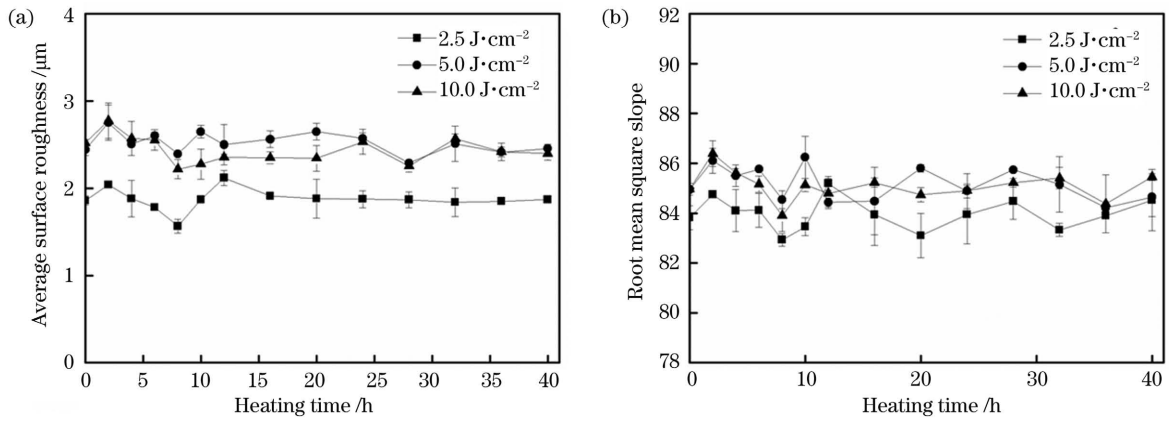 (a)
Average surface roughness /μm
4
3
2
1
0
2.5 J·cm⁻²
5.0 J·cm⁻²
10.0 J·cm⁻²
0 5 10 15 20 25 30 35 40
Heating time /h
(b)
Root mean square slope
92
90
88
86
84
82
80
78
2.5 J·cm⁻²
5.0 J·cm⁻²
10.0 J·cm⁻²
0 10 20 30 40
Heating time /h